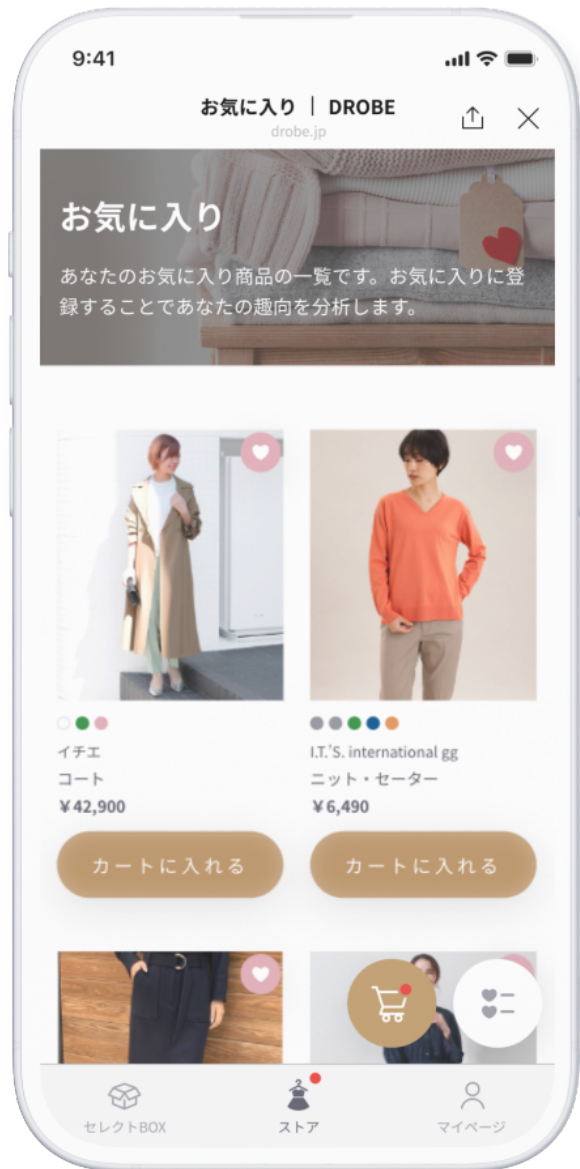 9:41
お気に入り | DROBE
drobe.jp
お気に入り
あなたのお気に入り商品の一覧です。お気に入りに登
録することであなたの趣向を分析します。
イチエ
コート
￥42,900
カートに入れる
I.T.'S. international gg
ニット・セーター
￥6,490
カートに入れる
セレクトBOX
ストア
マイページ